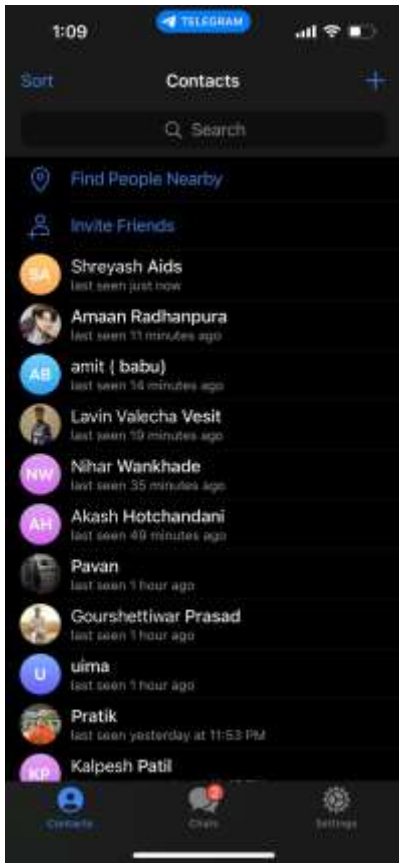 1:09
TELEGRAM
Sort
Contacts
+
Search
Find People Nearby
Invite Friends
SA
Shreyash Aids
last seen just now
Amaan Radhanpura
last seen 11 minutes ago
AB
amit ( babu)
last seen 14 minutes ago
Lavin Valecha Vesit
last seen 19 minutes ago
NW
Nihar Wankhade
last seen 35 minutes ago
AH
Akash Hotchandani
last seen 49 minutes ago
Pavan
last seen 1 hour ago
Gourshettiwar Prasad
last seen 1 hour ago
U
uima
last seen 1 hour ago
Pratik
last seen yesterday at 11:53 PM
KP
Kalpesh Patil
2
Contacts
Chats
Settings